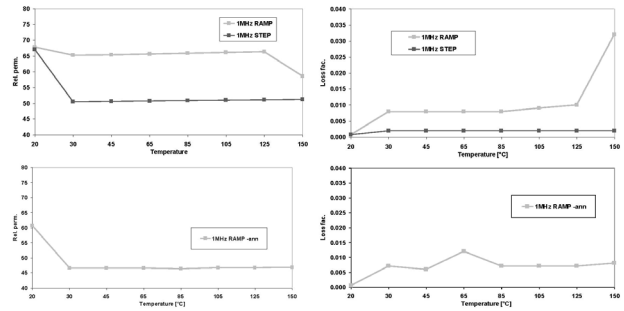 80
75
70
65
60
55
50
45
40
Rel. perm.
1MHz RAMP
1MHz STEP
20 30 45 65 85 105 125 150
Temperature
0.040
0.035
0.030
0.025
0.020
0.015
0.010
0.005
0.000
Loss fac.
1MHz RAMP
1MHz STEP
20 30 45 65 85 105 125 150
Temperature [°C]
80
75
70
65
60
55
50
45
40
Rel. perm.
1MHz RAMP -ann
20 30 45 65 85 105 125 150
Temperature [°C]
0.040
0.035
0.030
0.025
0.020
0.015
0.010
0.005
0.000
Loss fac.
1MHz RAMP -ann
20 30 45 65 85 105 125 150
Temperature [°C]